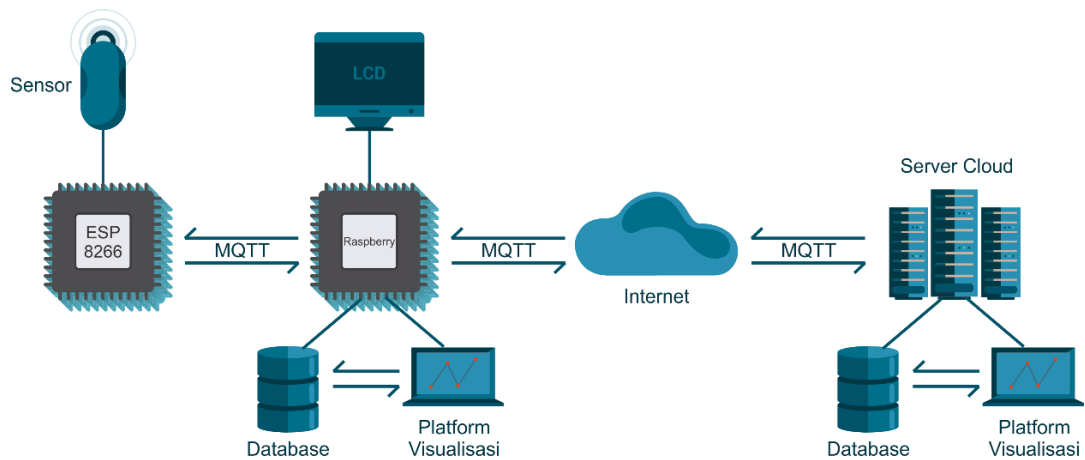 LCD
Sensor
Server Cloud
ESP
8266
Raspberry
MQTT
MQTT
MQTT
Internet
Database
Platform
Visualisasi
Database
Platform
Visualisasi